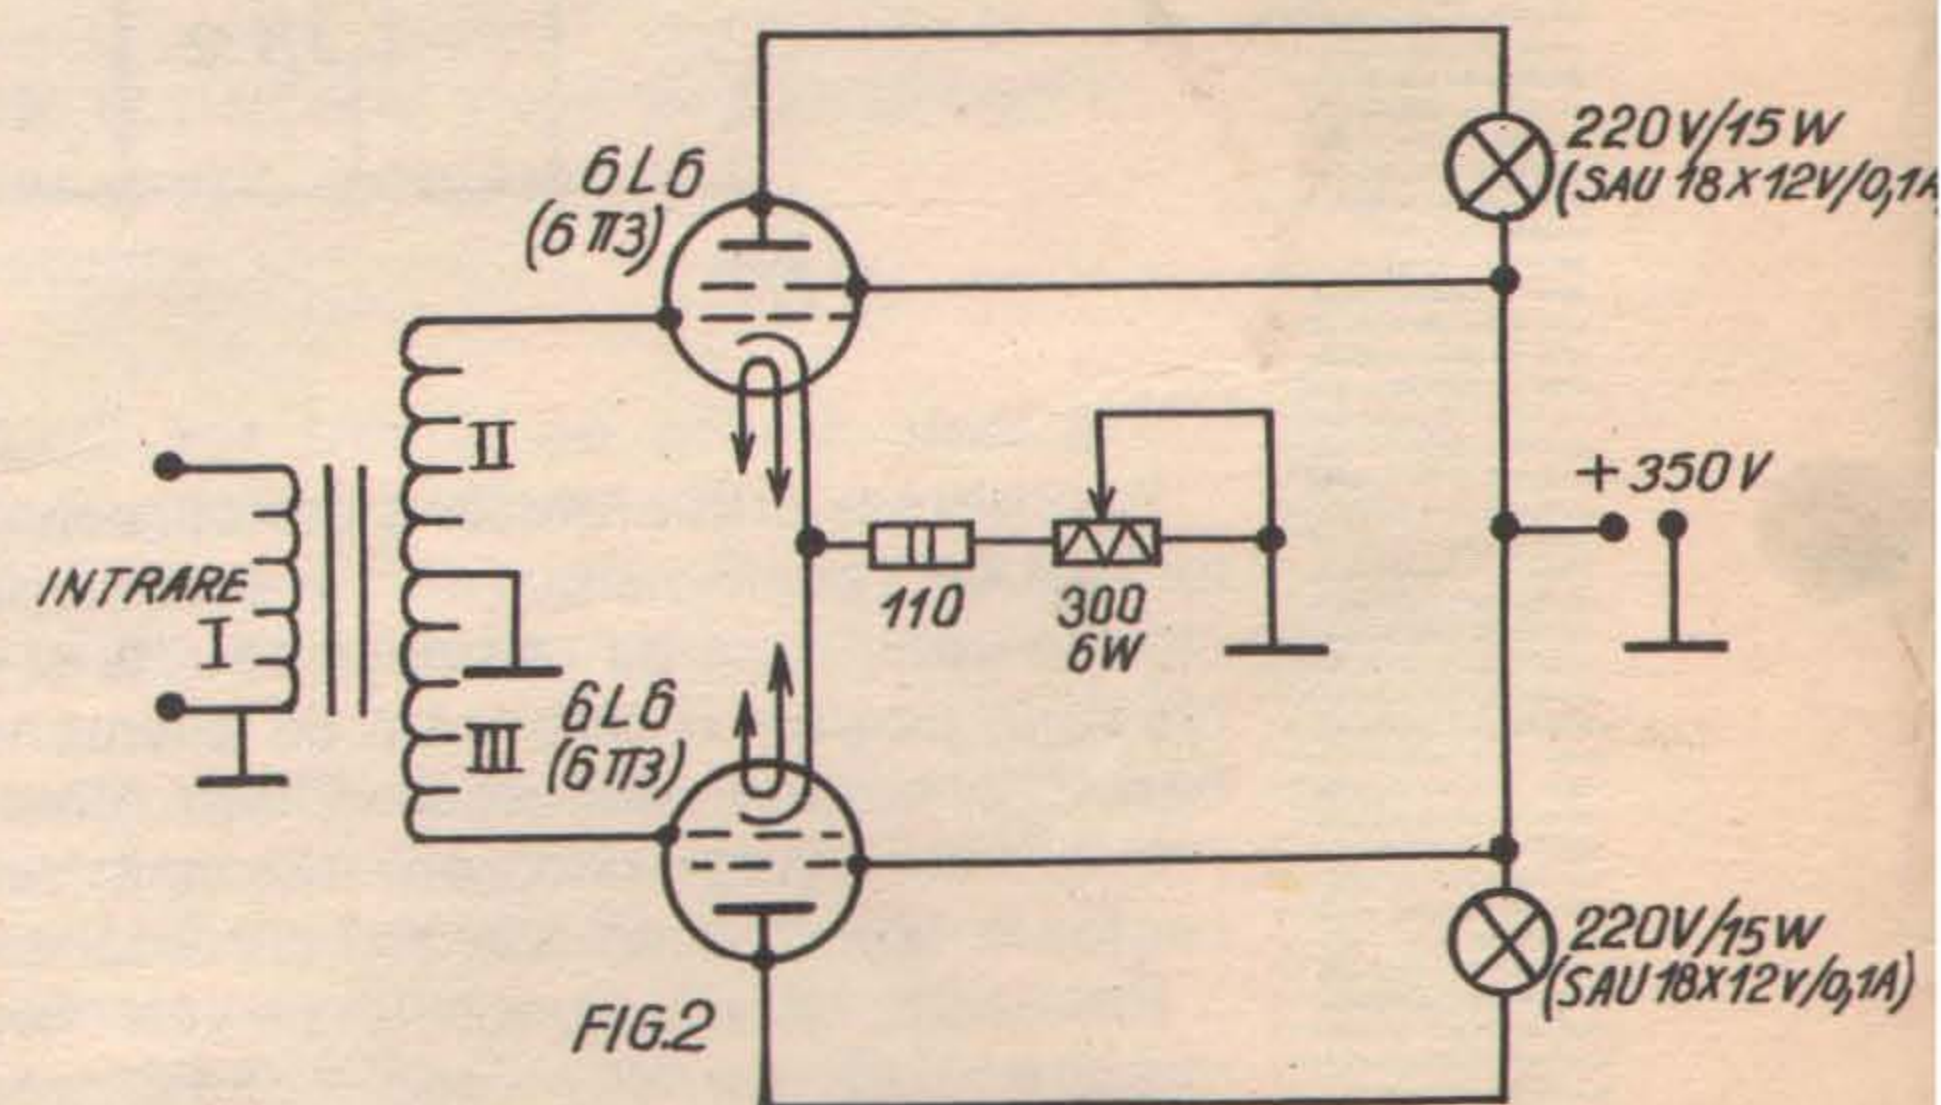 6L6
(6П3)
220V/15W
(SAU 18X12V/0,1A
II
+350V
INTRARE
I
110
300
6W
6L6
(6П3)
III
220V/15W
(SAU 18X12V/0,1A)
FIG.2